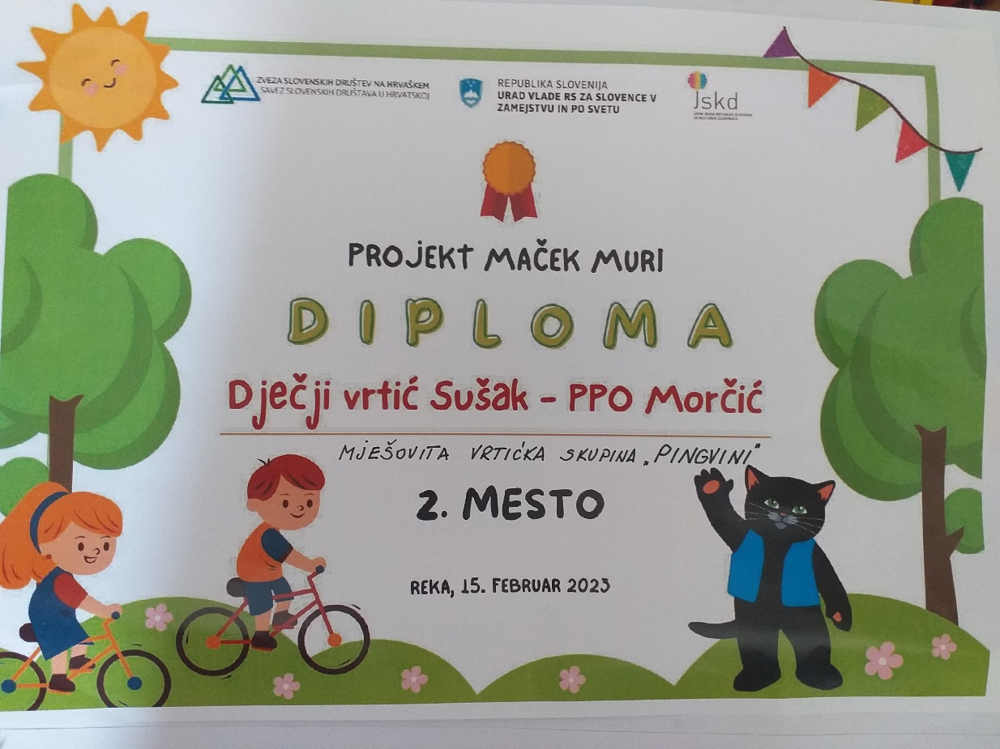 ZVEZA SLOVENSKIH DRUŠTEV NA HRVAŠKEM
SAVEZ SLOVENSKIH DRUŠTAVA U HRVATSKOJ
REPUBLIKA SLOVENIJA
URAD VLADE RS ZA SLOVENCE V
ZAMEJSTVU IN PO SVETU
Jskd
PROJEKT MAČEK MURI
DIPLOMA
Dječji vrtić Sušak - PPO Morčić
MJEŠOVITA VRTIĆKA SKUPINA „PINGVINI"
2. MESTO
REKA, 15. FEBRUAR 2023